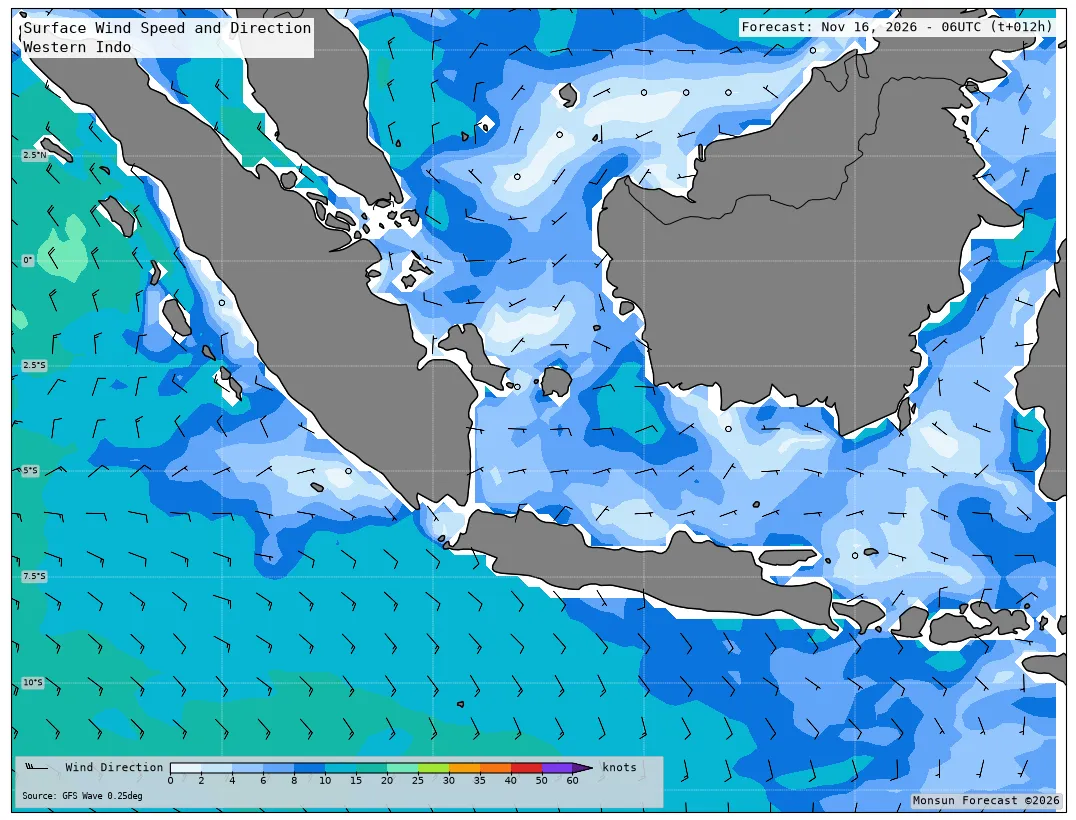 Surface Wind Speed and Direction
Western Indo
Forecast: Nov 16, 2026 - 06UTC (t+012h)
2.5°N
0°
2.5°S
5°S
7.5°S
10°S
Wind Direction
0 2 4 6 8 10 15 20 25 30 35 40 50 60
knots
Source: GFS Wave 0.25deg
Monsun Forecast ©2026